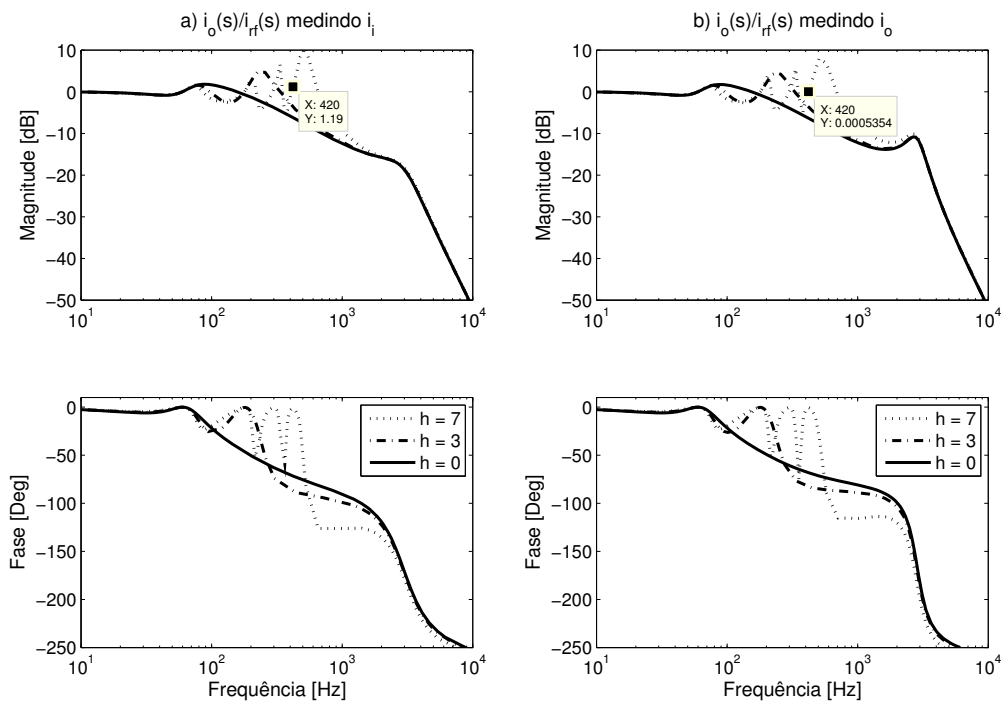 a) i_o(s)/i_rf(s) medindo i_i
10
0
−10
−20
−30
−40
−50
Magnitude [dB]
X: 420
Y: 1.19
10^1
10^2
10^3
10^4
b) i_o(s)/i_rf(s) medindo i_o
10
0
−10
−20
−30
−40
−50
Magnitude [dB]
X: 420
Y: 0.0005354
10^1
10^2
10^3
10^4
0
−50
−100
−150
−200
−250
Fase [Deg]
h = 7
h = 3
h = 0
10^1
10^2
10^3
10^4
Frequência [Hz]
0
−50
−100
−150
−200
−250
Fase [Deg]
h = 7
h = 3
h = 0
10^1
10^2
10^3
10^4
Frequência [Hz]